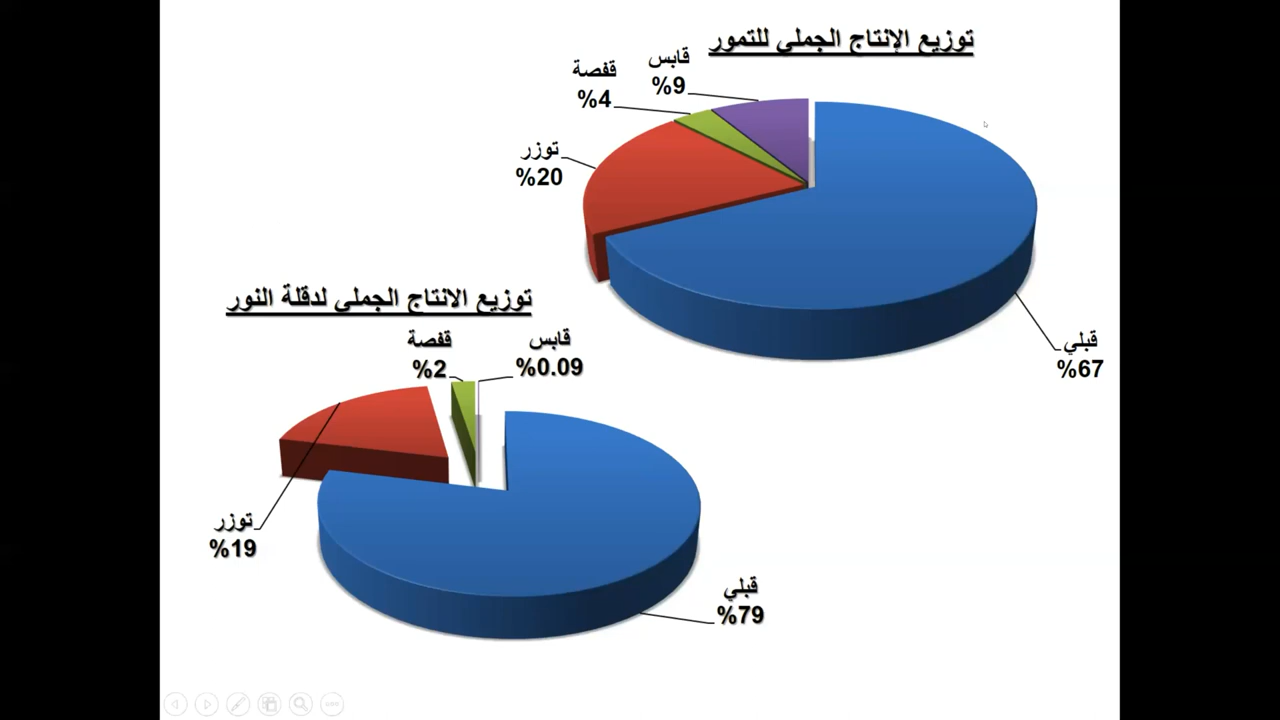 توزيع الإنتاج الجملي للتمور
قابس
%9
قفصة
%4
توزر
%20
قبلي
%67
توزيع الانتاج الجملي لدقلة النور
قابس
%0.09
قفصة
%2
توزر
%19
قبلي
%79